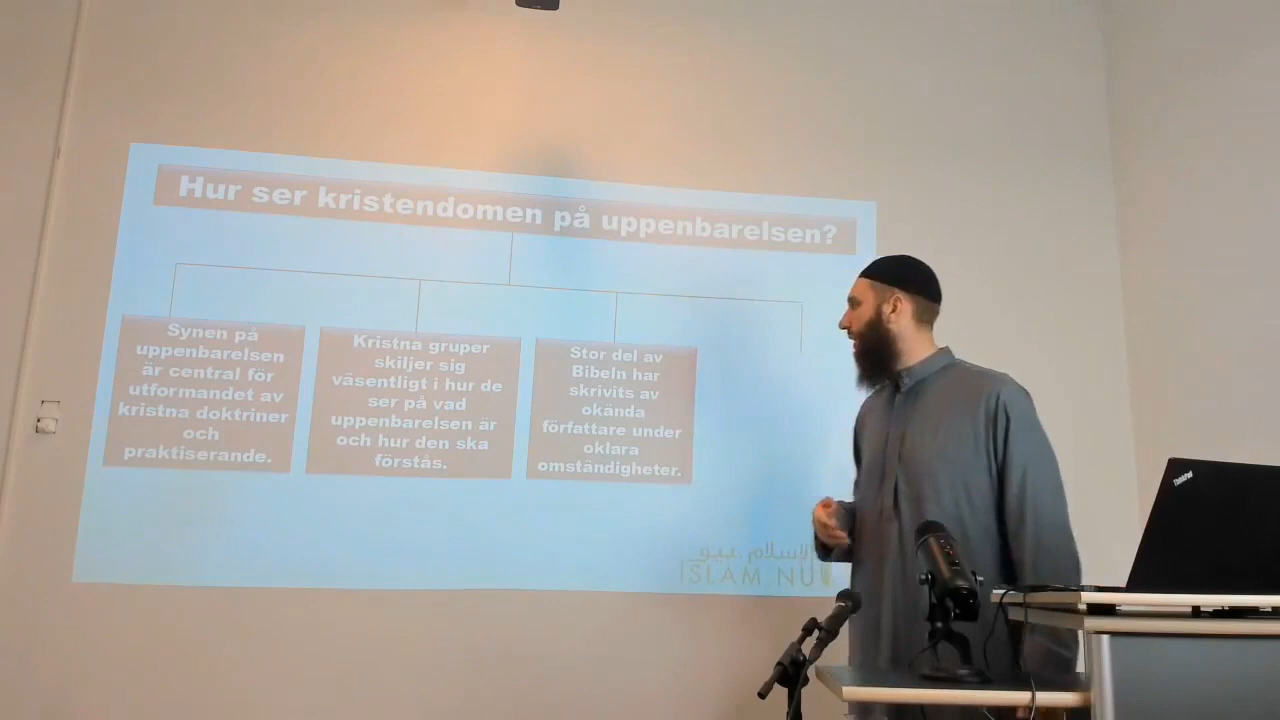 Hur ser kristendomen på uppenbarelsen?
Synen på
uppenbarelsen
är central för
utformandet av
kristna doktriner
och
praktiserande.
Kristna gruper
skiljer sig
väsentligt i hur de
ser på vad
uppenbarelsen är
och hur den ska
förstås.
Stor del av
Bibeln har
skrivits av
okända
författare under
oklara
omständigheter.
الإسلام نيو
ISLAM NU
ThinkPad